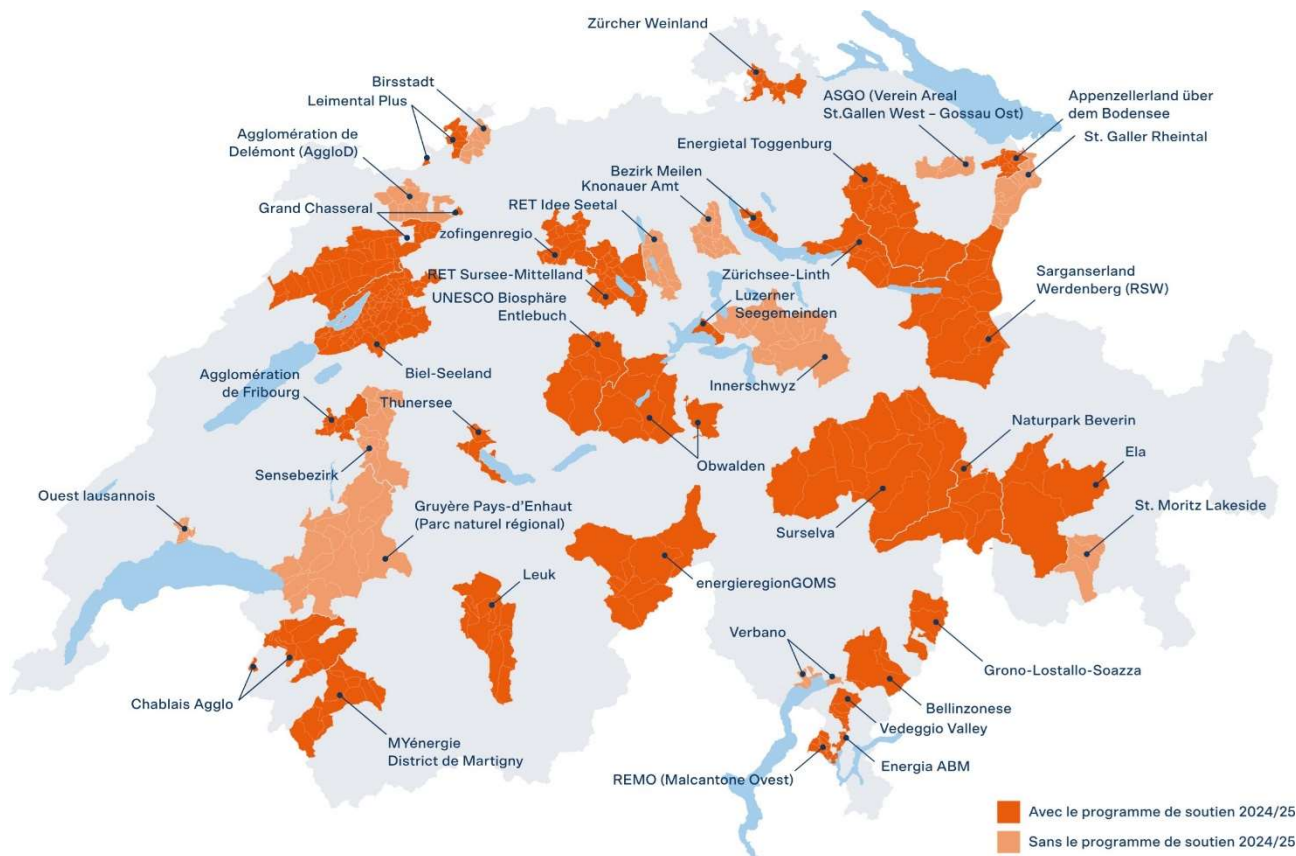 Zürcher Weinland
Birsstadt
Leimental Plus
Agglomération de
Delémont (AggloD)
Grand Chasseral
zofingenregio
RET Sursee-Mittelland
UNESCO Biosphäre
Entlebuch
RET Idee Seetal
Knonauer Amt
Bezirk Meilen
Energietal Toggenburg
ASGO (Verein Areal
St.Gallen West – Gossau Ost)
Appenzellerland über
dem Bodensee
St. Galler Rheintal
Zürichsee-Linth
Sarganserland
Werdenberg (RSW)
Luzerner
Seegemeinden
Innerschwyz
Biel-Seeland
Agglomération
de Fribourg
Thunersee
Sensebezirk
Obwalden
Naturpark Beverin
Ela
Ouest lausannois
Gruyère Pays-d’Enhaut
(Parc naturel régional)
Surselva
St. Moritz Lakeside
Leuk
energieregionGOMS
Verbano
Grono-Lostallo-Soazza
Chablais Agglo
Bellinzonese
Vedeggio Valley
MYénergie
District de Martigny
REMO (Malcantone Ovest)
Energia ABM
Avec le programme de soutien 2024/25
Sans le programme de soutien 2024/25